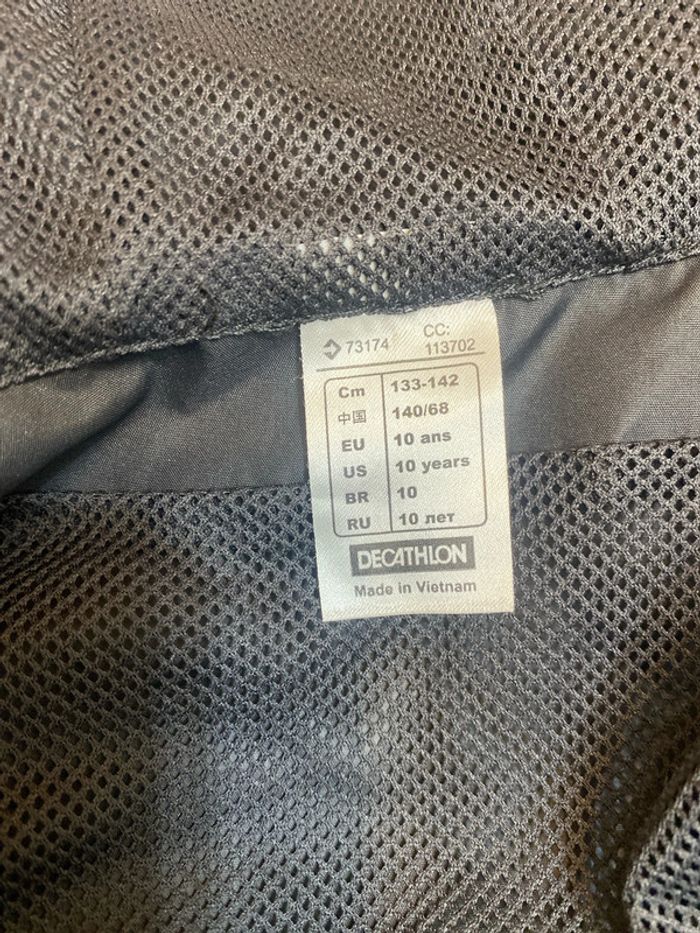 73174 CC: 113702
Cm 133-142
中国 140/68
EU 10 ans
US 10 years
BR 10
RU 10 лет
DECATHLON
Made in Vietnam